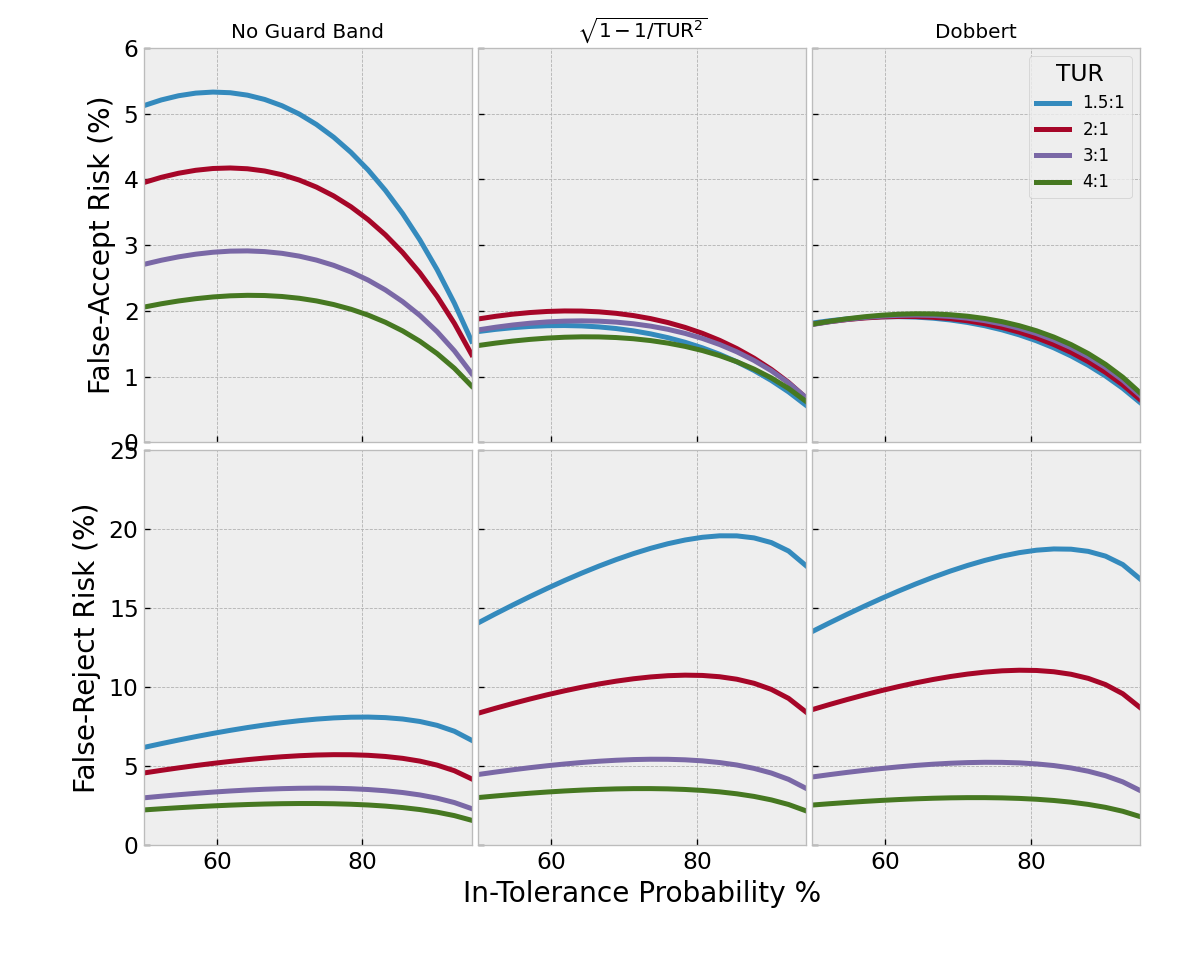 No Guard Band
√1 − 1/TUR²
Dobbert
False-Accept Risk (%)
6
5
4
3
2
1
0
TUR
1.5:1
2:1
3:1
4:1
False-Reject Risk (%)
25
20
15
10
5
0
60 80 60 80 60 80
In-Tolerance Probability %